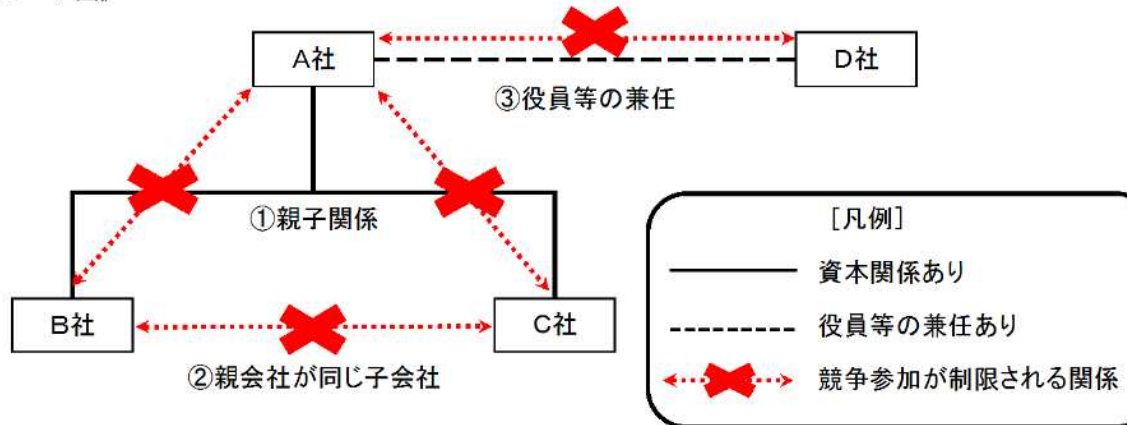 A社
D社
③役員等の兼任
①親子関係
B社
C社
②親会社が同じ子会社
[凡例]
資本関係あり
役員等の兼任あり
競争参加が制限される関係